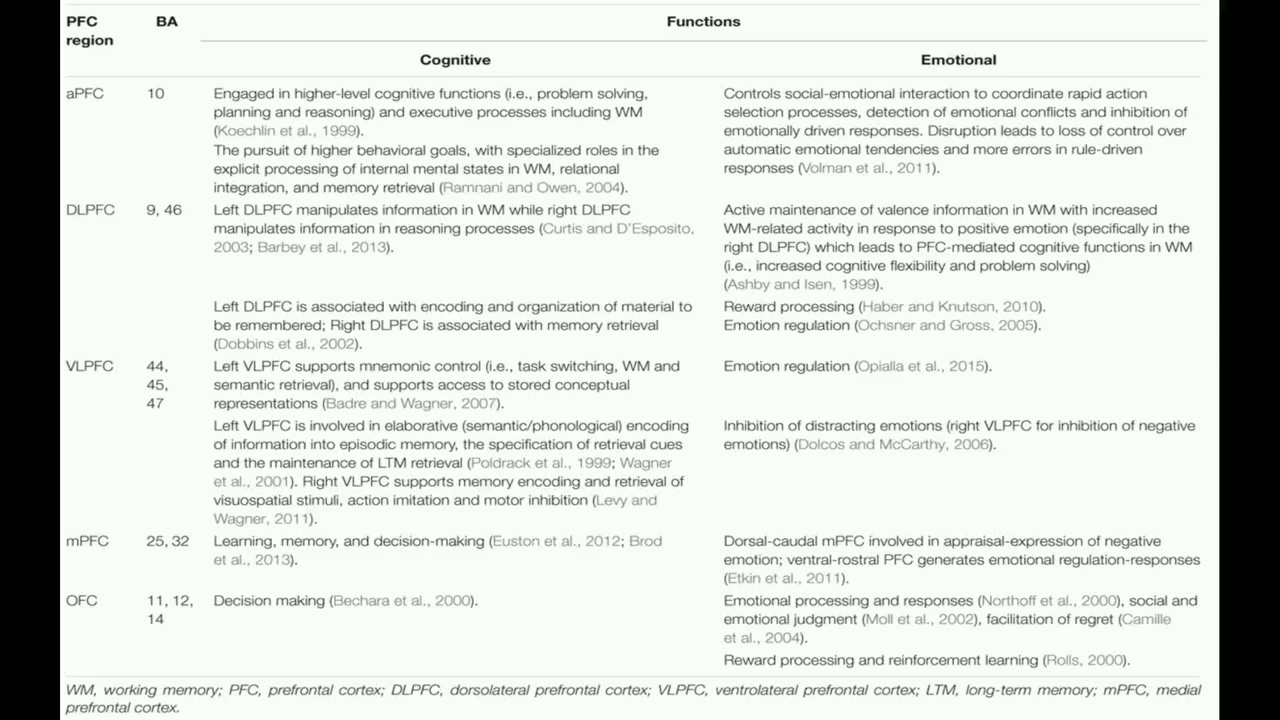 PFC region BA Functions
Cognitive Emotional
aPFC 10
Engaged in higher-level cognitive functions (i.e., problem solving,
planning and reasoning) and executive processes including WM
(Koechlin et al., 1999).
The pursuit of higher behavioral goals, with specialized roles in the
explicit processing of internal mental states in WM, relational
integration, and memory retrieval (Ramnani and Owen, 2004).
Controls social-emotional interaction to coordinate rapid action
selection processes, detection of emotional conflicts and inhibition of
emotionally driven responses. Disruption leads to loss of control over
automatic emotional tendencies and more errors in rule-driven
responses (Volman et al., 2011).
DLPFC 9, 46
Left DLPFC manipulates information in WM while right DLPFC
manipulates information in reasoning processes (Curtis and D'Esposito,
2003; Barbey et al., 2013).
Active maintenance of valence information in WM with increased
WM-related activity in response to positive emotion (specifically in the
right DLPFC) which leads to PFC-mediated cognitive functions in WM
(i.e., increased cognitive flexibility and problem solving)
(Ashby and Isen, 1999).
Left DLPFC is associated with encoding and organization of material to
be remembered; Right DLPFC is associated with memory retrieval
(Dobbins et al., 2002).
Reward processing (Haber and Knutson, 2010).
Emotion regulation (Ochsner and Gross, 2005).
VLPFC 44,
45,
47
Left VLPFC supports mnemonic control (i.e., task switching, WM and
semantic retrieval), and supports access to stored conceptual
representations (Badre and Wagner, 2007).
Emotion regulation (Opialla et al., 2015).
Left VLPFC is involved in elaborative (semantic/phonological) encoding
of information into episodic memory, the specification of retrieval cues
and the maintenance of LTM retrieval (Poldrack et al., 1999; Wagner
et al., 2001). Right VLPFC supports memory encoding and retrieval of
visuospatial stimuli, action imitation and motor inhibition (Levy and
Wagner, 2011).
Inhibition of distracting emotions (right VLPFC for inhibition of negative
emotions) (Dolcos and McCarthy, 2006).
mPFC 25, 32
Learning, memory, and decision-making (Euston et al., 2012; Brod
et al., 2013).
Dorsal-caudal mPFC involved in appraisal-expression of negative
emotion; ventral-rostral PFC generates emotional regulation-responses
(Etkin et al., 2011).
OFC 11, 12,
14
Decision making (Bechara et al., 2000).
Emotional processing and responses (Northoff et al., 2000), social and
emotional judgment (Moll et al., 2002), facilitation of regret (Camille
et al., 2004).
Reward processing and reinforcement learning (Rolls, 2000).
WM, working memory; PFC, prefrontal cortex; DLPFC, dorsolateral prefrontal cortex; VLPFC, ventrolateral prefrontal cortex; LTM, long-term memory; mPFC, medial
prefrontal cortex.